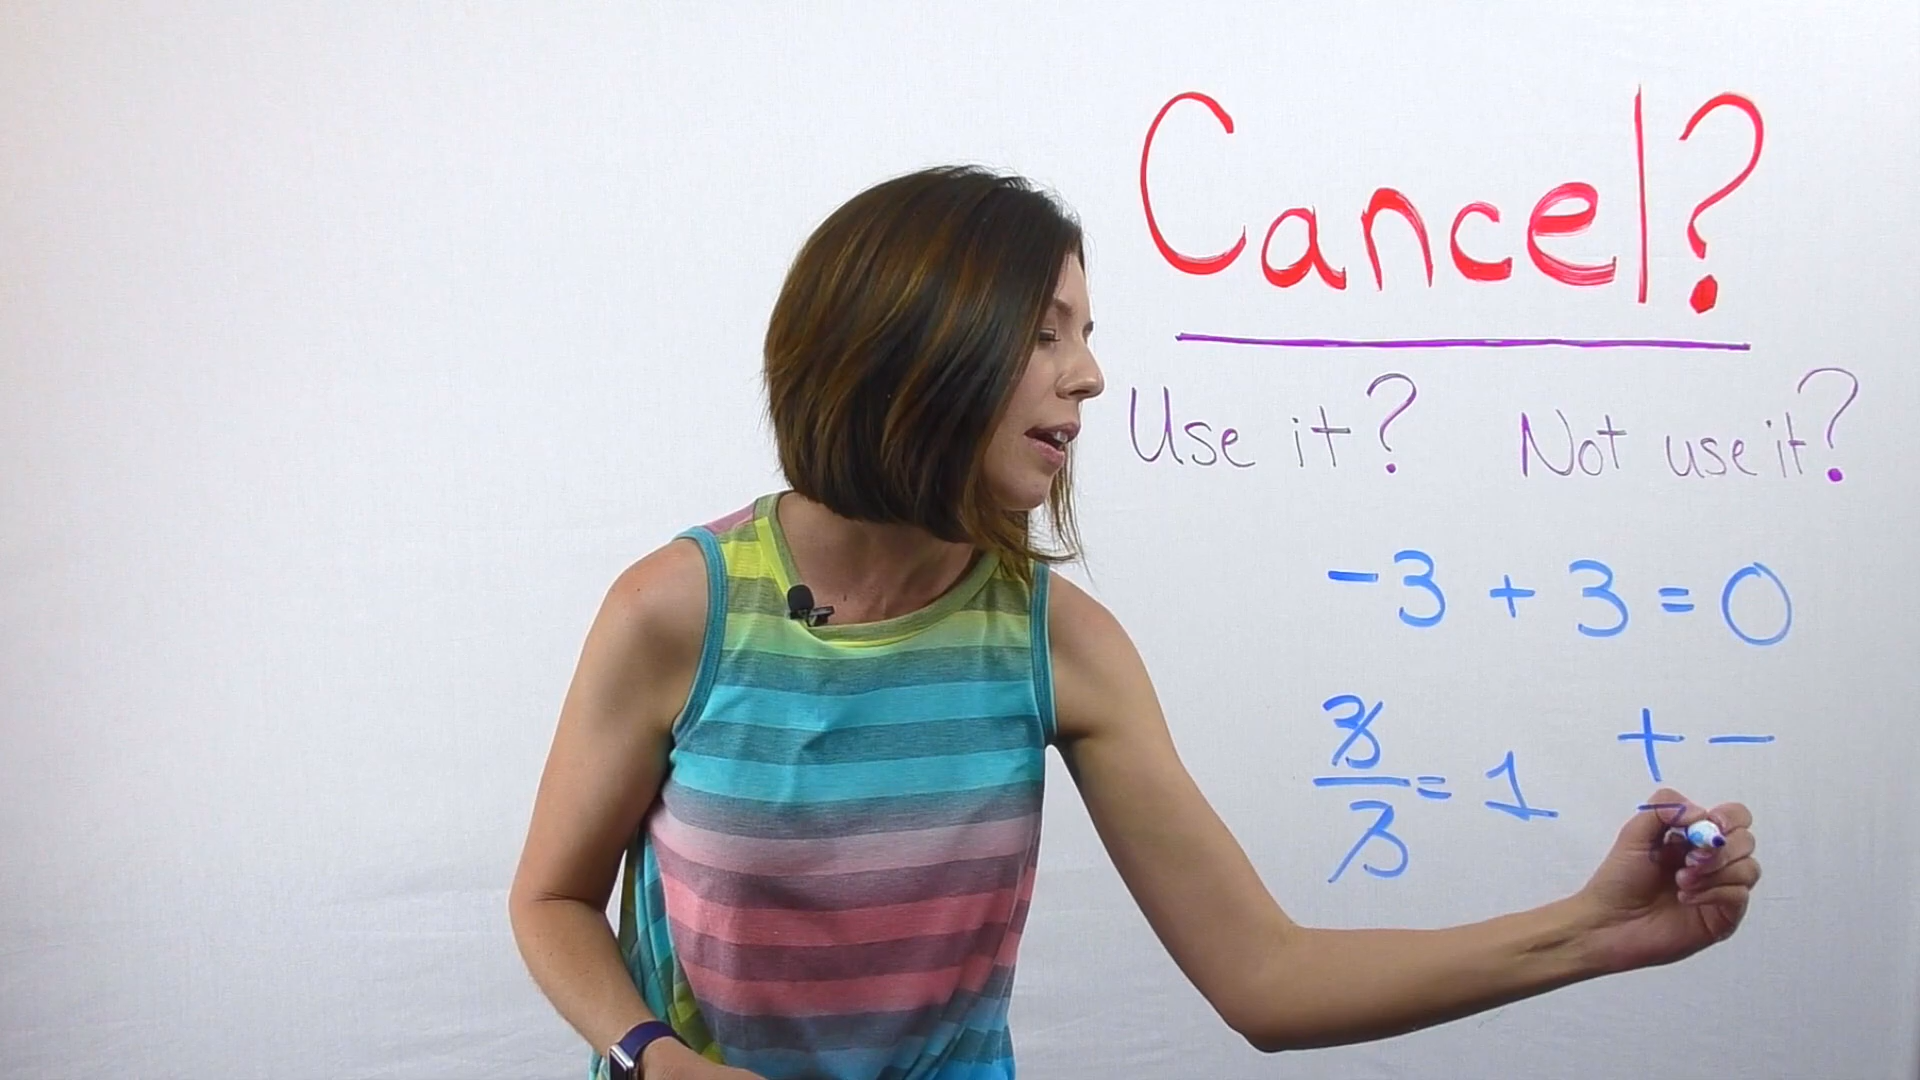 Cancel?
Use it? Not use it?
-3 + 3 = 0
3/3 = 1
+ -